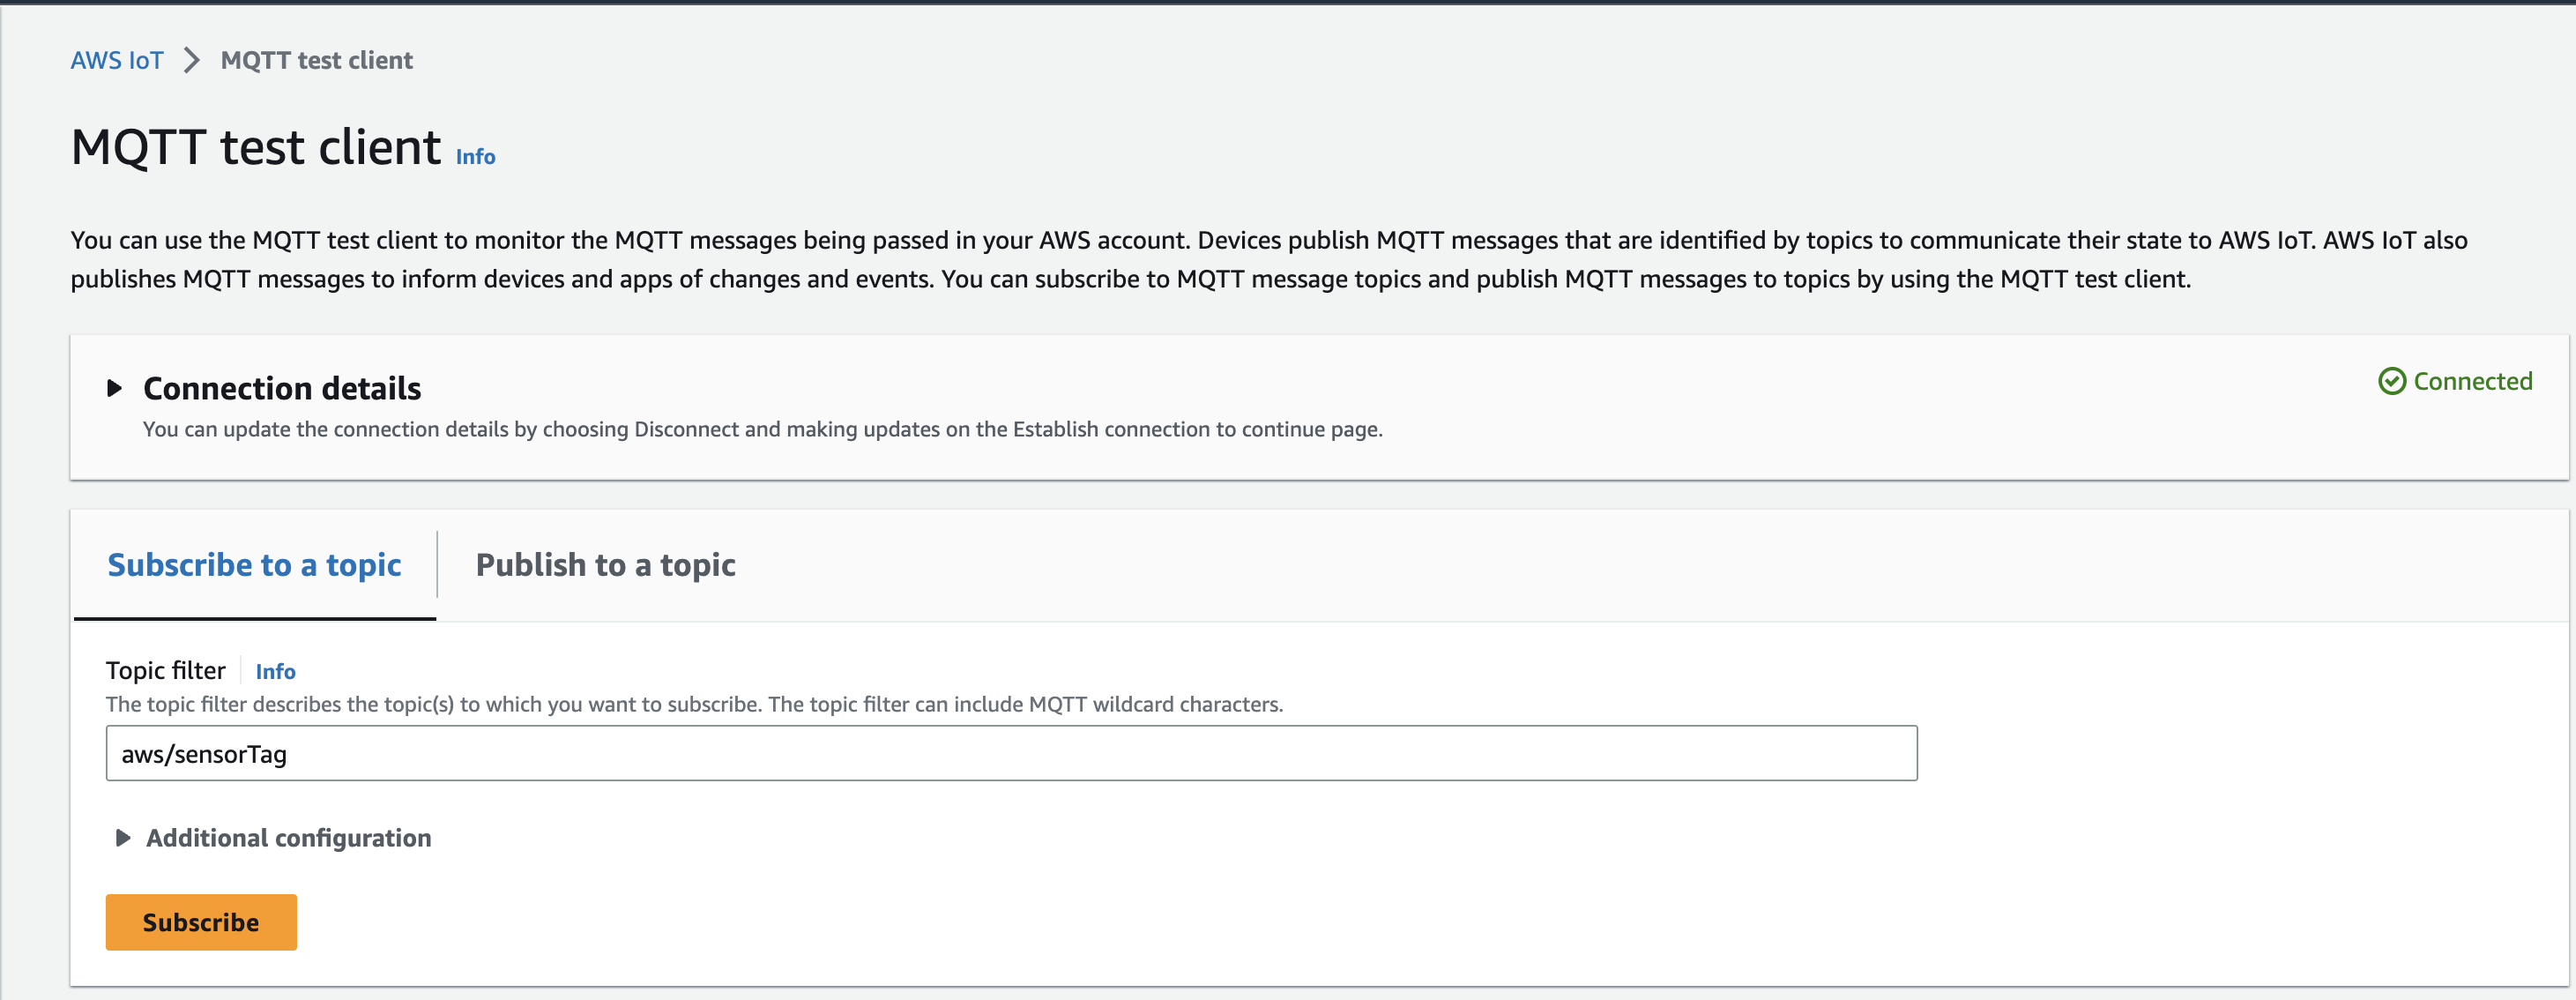 AWS IoT > MQTT test client
MQTT test client Info
You can use the MQTT test client to monitor the MQTT messages being passed in your AWS account. Devices publish MQTT messages that are identified by topics to communicate their state to AWS IoT. AWS IoT also
publishes MQTT messages to inform devices and apps of changes and events. You can subscribe to MQTT message topics and publish MQTT messages to topics by using the MQTT test client.
Connection details
Connected
You can update the connection details by choosing Disconnect and making updates on the Establish connection to continue page.
Subscribe to a topic
Publish to a topic
Topic filter
Info
The topic filter describes the topic(s) to which you want to subscribe. The topic filter can include MQTT wildcard characters.
aws/sensorTag
Additional configuration
Subscribe